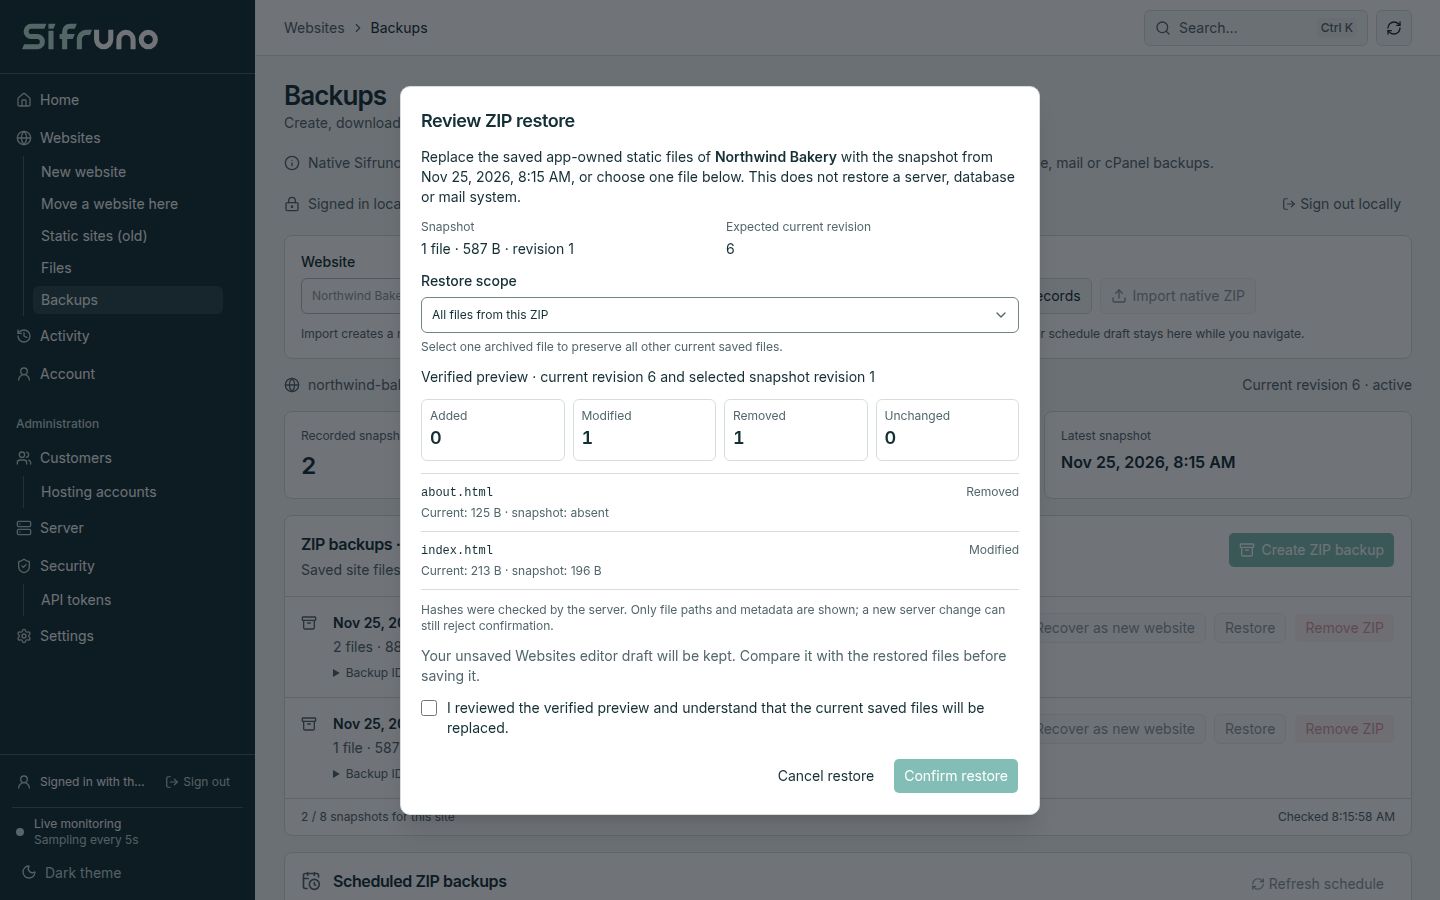 Sifruno
Home
Websites
New website
Move a website here
Static sites (old)
Files
Backups
Activity
Account
Administration
Customers
Hosting accounts
Server
Security
API tokens
Settings
Signed in with th...
Sign out
Live monitoring
Sampling every 5s
Dark theme
Websites > Backups
Search...
Ctrl K
Backups
Create, download
Native Sifruno
e, mail or cPanel backups.
Signed in loca
Sign out locally
Website
Northwind Bake
ecords
Import native ZIP
Import creates a n
r schedule draft stays here while you navigate.
northwind-bal
Current revision 6 · active
Recorded snapsh
2
Latest snapshot
Nov 25, 2026, 8:15 AM
ZIP backups ·
Saved site files
Create ZIP backup
Nov 25, 20
2 files · 88
Backup ID
Recover as new website
Restore
Remove ZIP
Nov 25, 20
1 file · 587
Backup ID
Recover as new website
Restore
Remove ZIP
2 / 8 snapshots for this site
Checked 8:15:58 AM
Scheduled ZIP backups
Refresh schedule
Review ZIP restore
Replace the saved app-owned static files of Northwind Bakery with the snapshot from
Nov 25, 2026, 8:15 AM, or choose one file below. This does not restore a server, database
or mail system.
Snapshot
1 file · 587 B · revision 1
Expected current revision
6
Restore scope
All files from this ZIP
Select one archived file to preserve all other current saved files.
Verified preview · current revision 6 and selected snapshot revision 1
Added
0
Modified
1
Removed
1
Unchanged
0
about.html
Removed
Current: 125 B · snapshot: absent
index.html
Modified
Current: 213 B · snapshot: 196 B
Hashes were checked by the server. Only file paths and metadata are shown; a new server change can
still reject confirmation.
Your unsaved Websites editor draft will be kept. Compare it with the restored files before
saving it.
I reviewed the verified preview and understand that the current saved files will be
replaced.
Cancel restore
Confirm restore